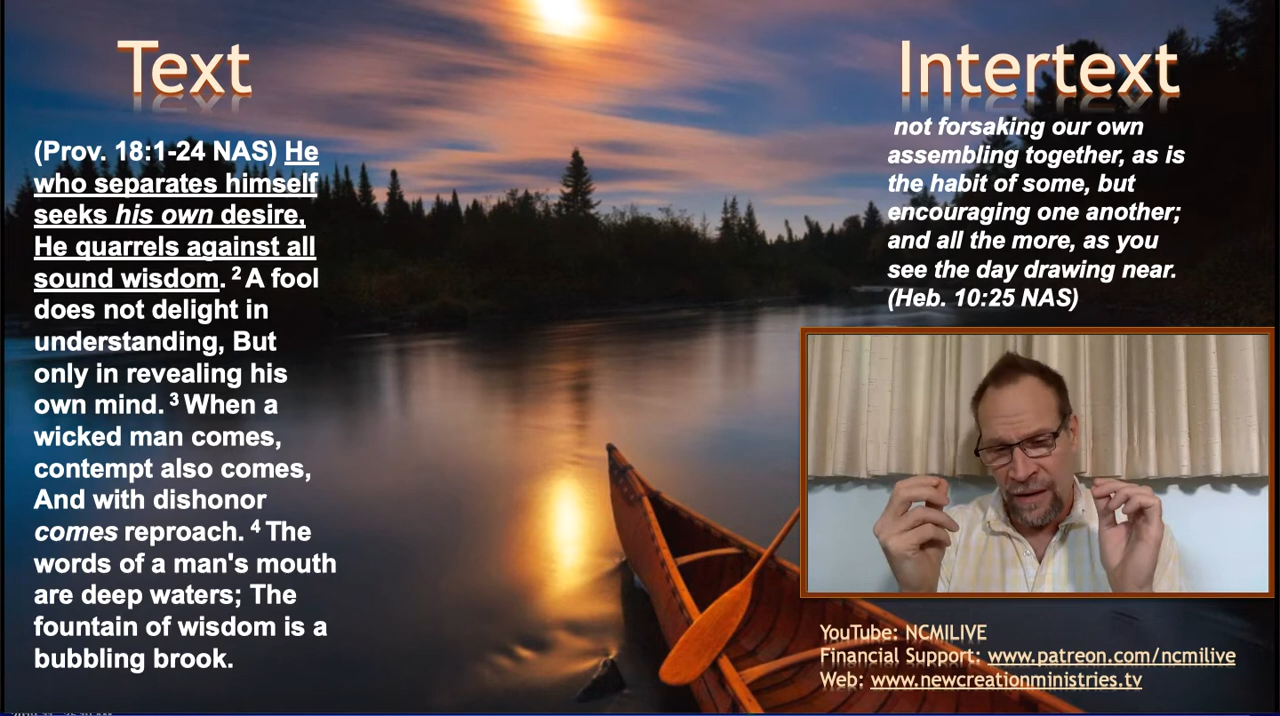 Text
(Prov. 18:1-24 NAS) He
who separates himself
seeks his own desire,
He quarrels against all
sound wisdom. 2 A fool
does not delight in
understanding, But
only in revealing his
own mind. 3 When a
wicked man comes,
contempt also comes,
And with dishonor
comes reproach. 4 The
words of a man's mouth
are deep waters; The
fountain of wisdom is a
bubbling brook.
Intertext
not forsaking our own
assembling together, as is
the habit of some, but
encouraging one another;
and all the more, as you
see the day drawing near.
(Heb. 10:25 NAS)
YouTube: NCMILIVE
Financial Support: www.patreon.com/ncmilive
Web: www.newcreationministries.tv